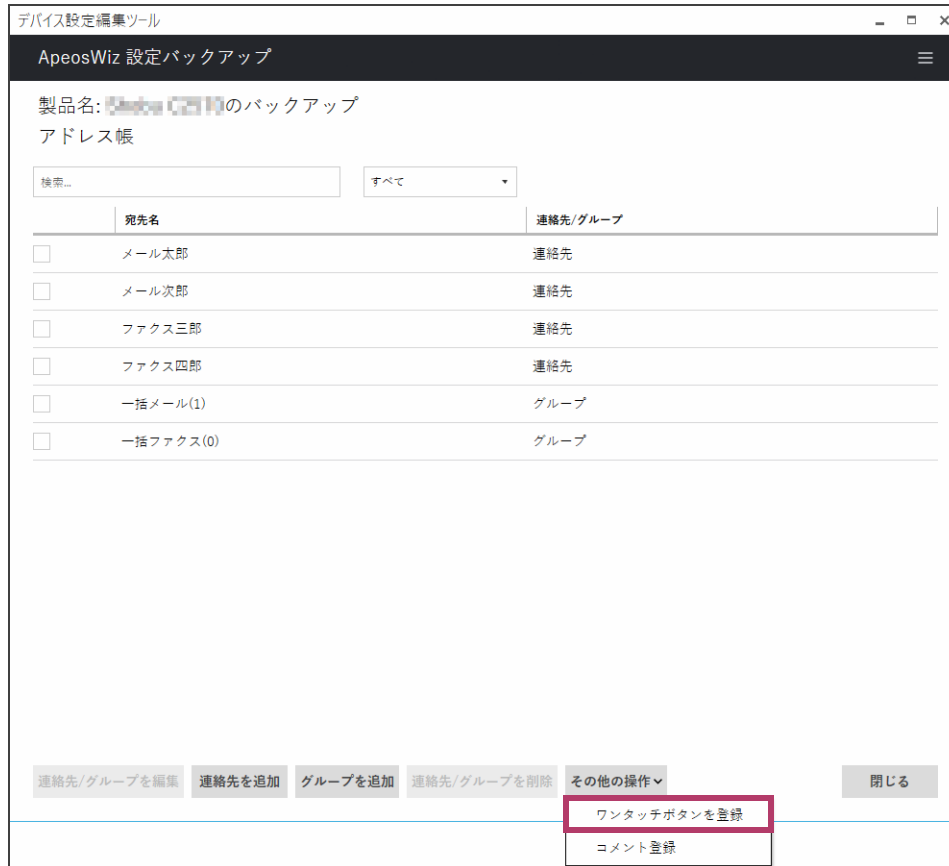 デバイス設定編集ツール
ApeosWiz 設定バックアップ
製品名: のバックアップ
アドレス帳
検索...
すべて
宛先名 連絡先/グループ
メール太郎 連絡先
メール次郎 連絡先
ファクス三郎 連絡先
ファクス四郎 連絡先
一括メール(1) グループ
一括ファクス(0) グループ
連絡先/グループを編集 連絡先を追加 グループを追加 連絡先/グループを削除 その他の操作 閉じる
ワンタッチボタンを登録
コメント登録